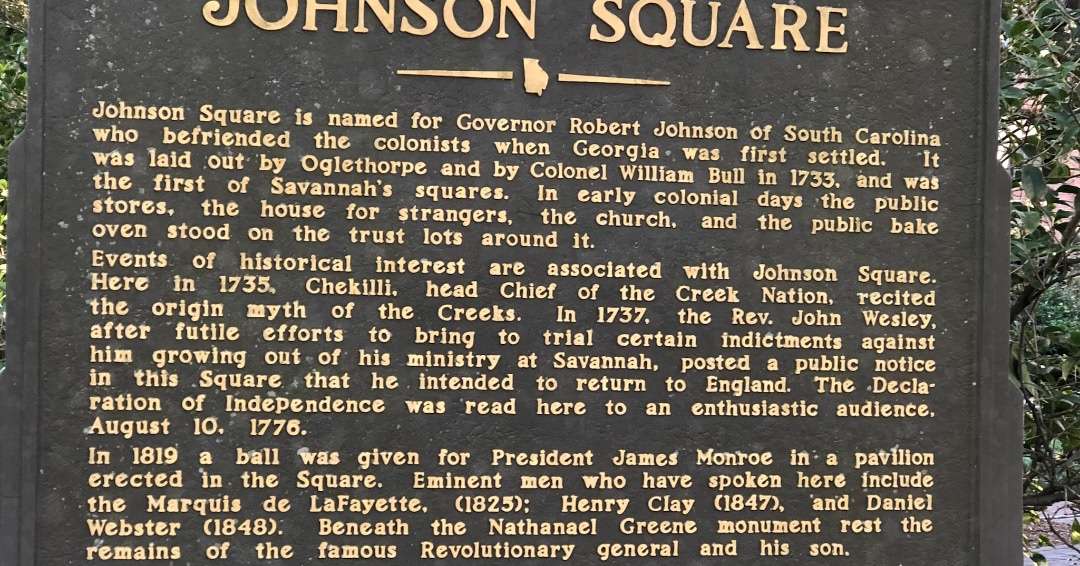 JOHNSON SQUARE
Johnson Square is named for Governor Robert Johnson of South Carolina
who befriended the colonists when Georgia was first settled. It
was laid out by Oglethorpe and by Colonel William Bull in 1733, and was
the first of Savannah's squares. In early colonial days the public
stores, the house for strangers, the church, and the public bake
oven stood on the trust lots around it.
Events of historical interest are associated with Johnson Square.
Here in 1735, Chekilli, head Chief of the Creek Nation, recited
the origin myth of the Creeks. In 1737, the Rev. John Wesley,
after futile efforts to bring to trial certain indictments against
him growing out of his ministry at Savannah, posted a public notice
in this Square that he intended to return to England. The Decla-
ration of Independence was read here to an enthusiastic audience,
August 10, 1776.
In 1819 a ball was given for President James Monroe in a pavilion
erected in the Square. Eminent men who have spoken here include
the Marquis de LaFayette, (1825); Henry Clay (1847), and Daniel
Webster (1848). Beneath the Nathanael Greene monument rest the
remains of the famous Revolutionary general and his son.